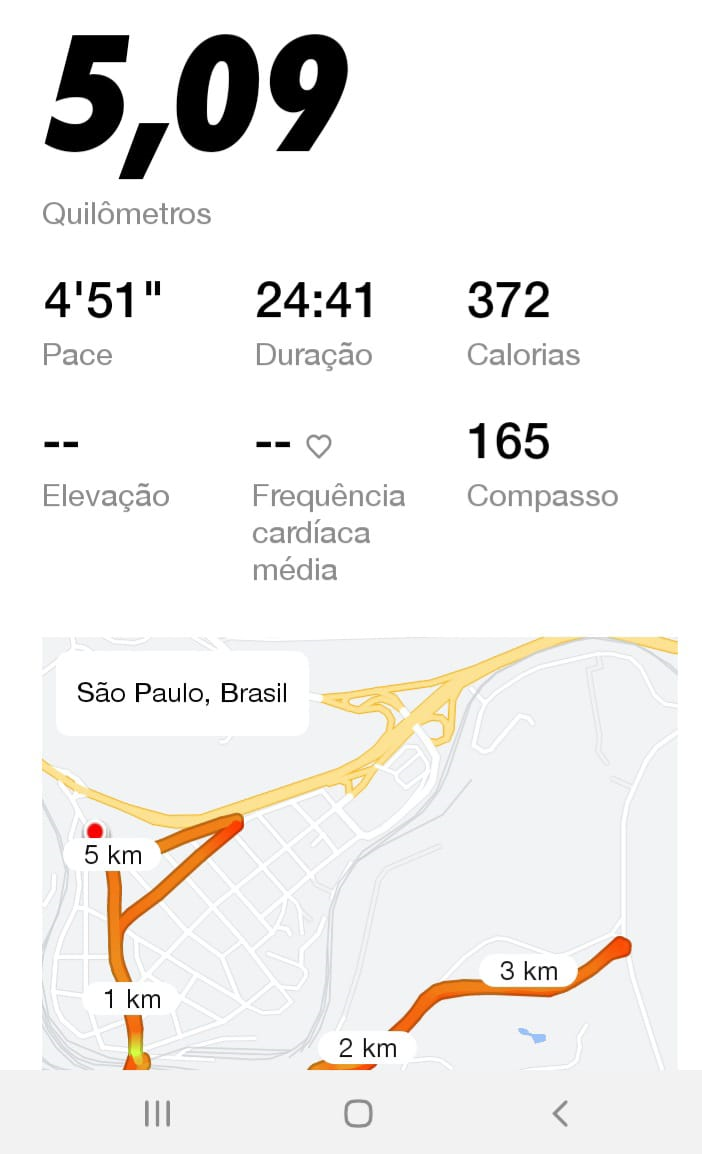 5,09
Quilômetros
4'51"
24:41
372
Pace
Duração
Calorias
--
--
165
Elevação
Frequência
cardíaca
média
Compasso
São Paulo, Brasil
5 km
3 km
1 km
2 km